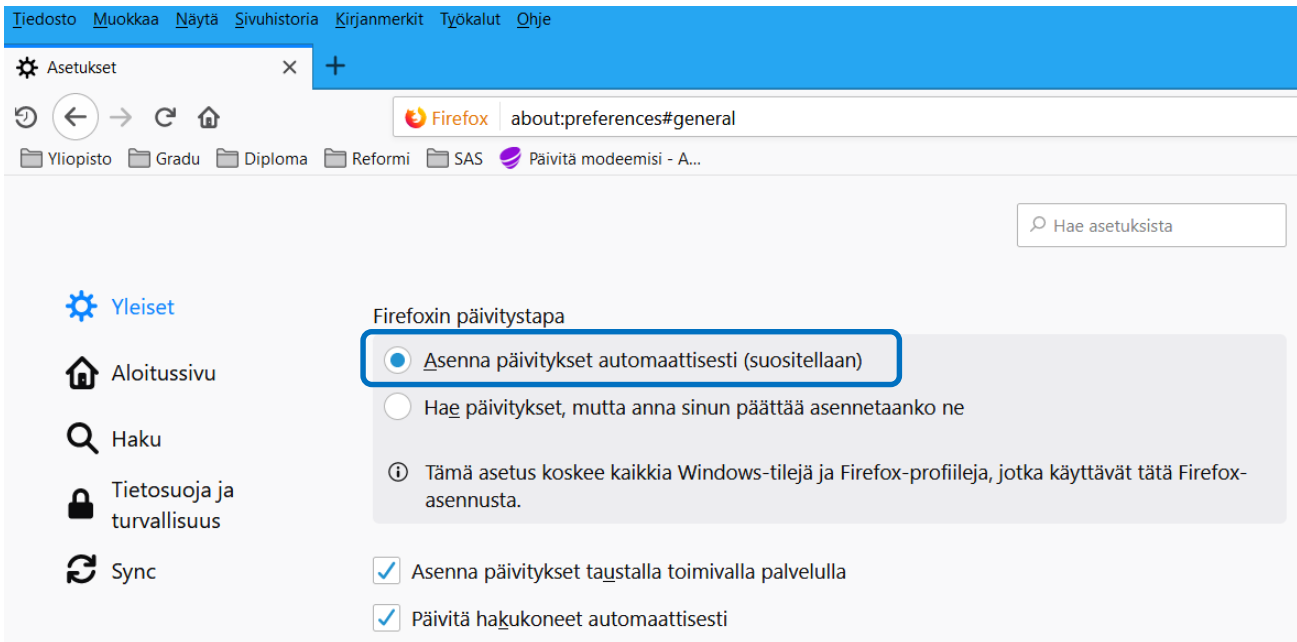 Tiedosto Muokkaa Näytä Sivuhistoria Kirjanmerkit Työkalut Ohje
Asetukset
Firefox about:preferences#general
Yliopisto Gradu Diploma Reformi SAS Päivitä modeemisi - A...
Hae asetuksista
Yleiset
Aloitussivu
Haku
Tietosuoja ja
turvallisuus
Sync
Firefoxin päivitystapa
Asenna päivitykset automaattisesti (suositellaan)
Hae päivitykset, mutta anna sinun päättää asennetaanko ne
Tämä asetus koskee kaikkia Windows-tilejä ja Firefox-profiileja, jotka käyttävät tätä Firefox-
asennusta.
Asenna päivitykset taustalla toimivalla palvelulla
Päivitä hakukoneet automaattisesti